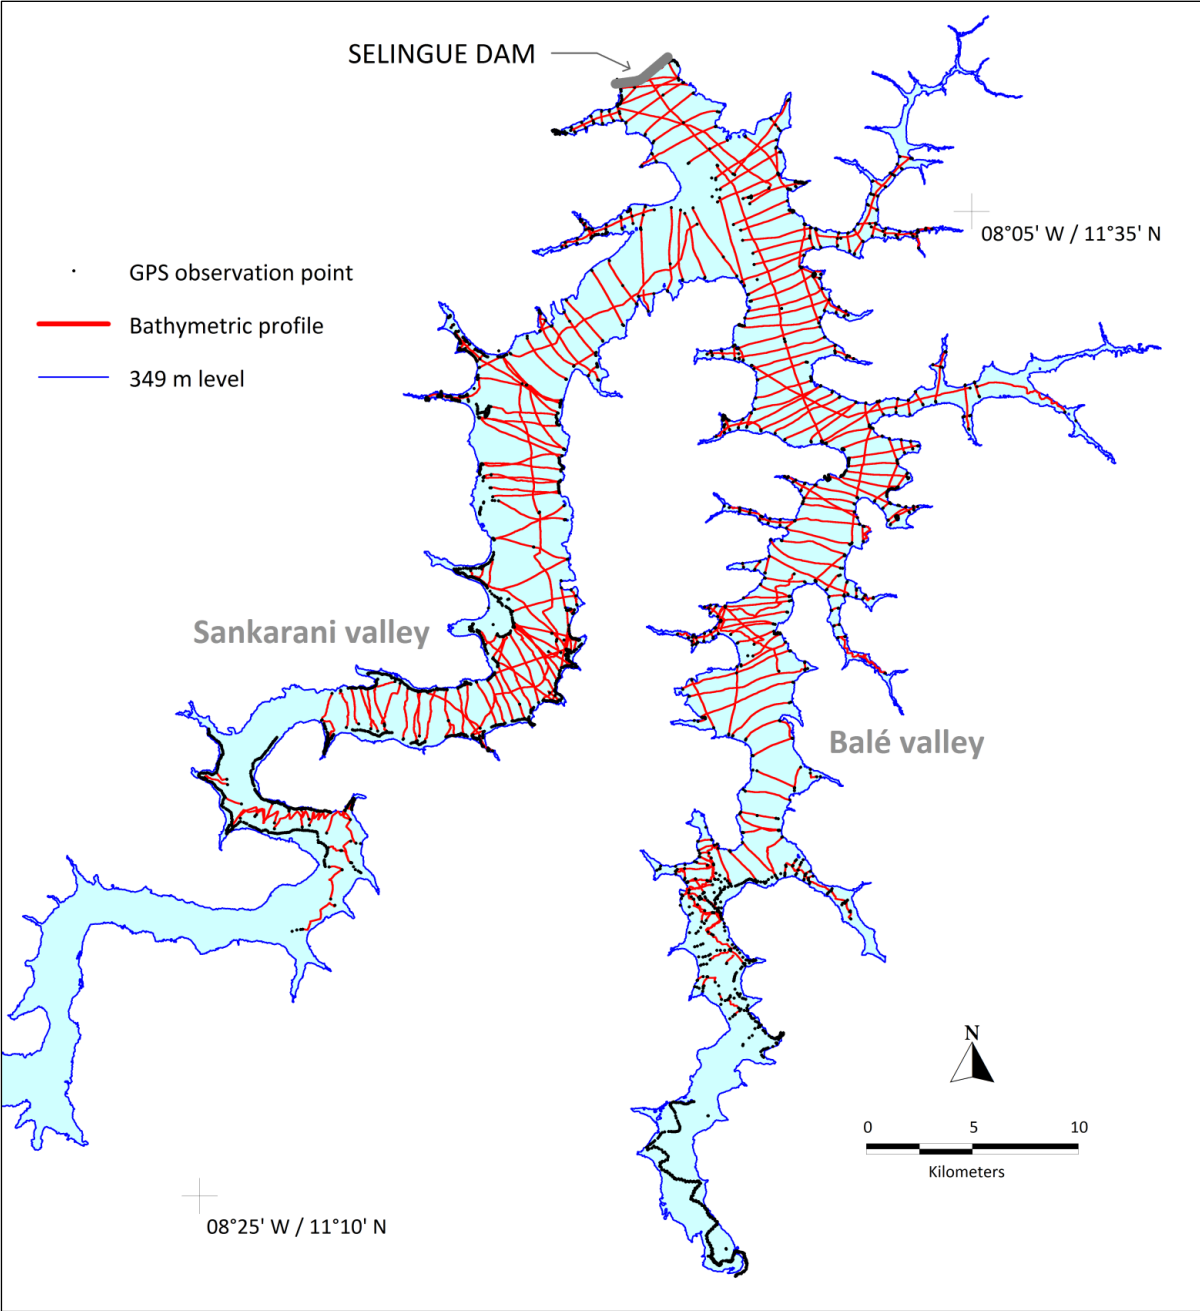 SELINGUE DAM
08°05' W / 11°35' N
GPS observation point
Bathymetric profile
349 m level
Sankarani valley
Balé valley
N
0 5 10
Kilometers
08°25' W / 11°10' N